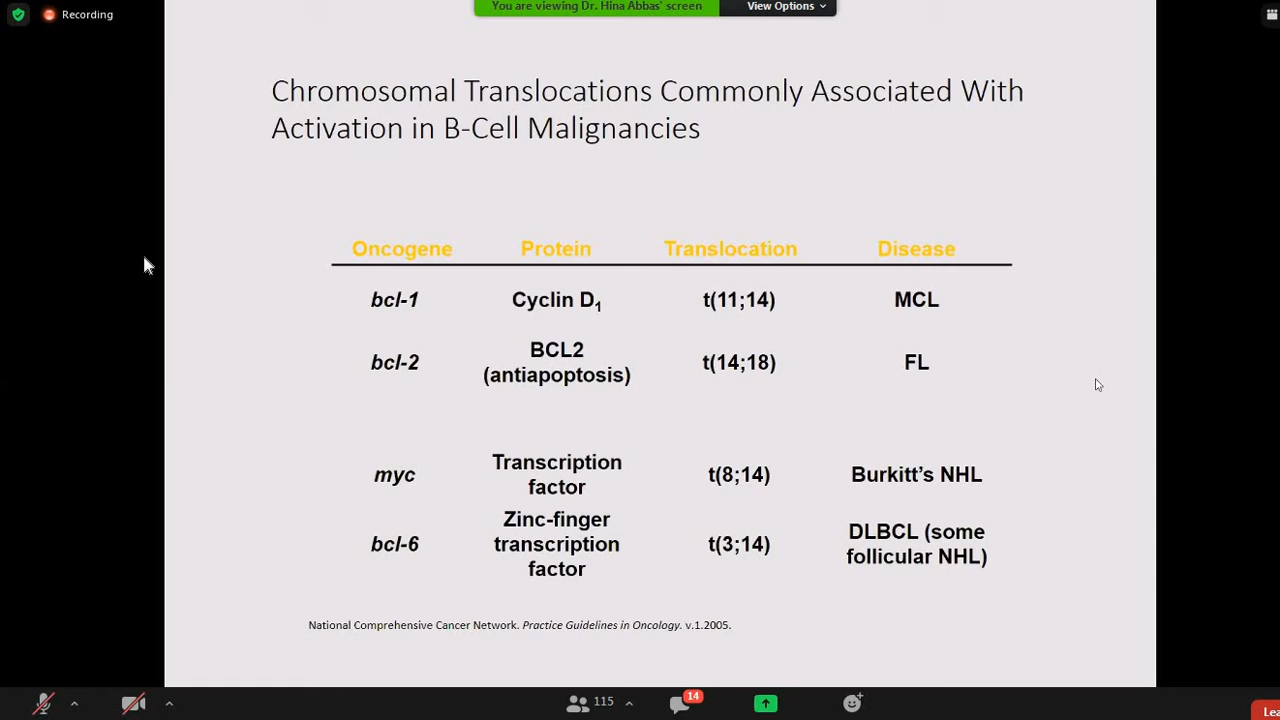 You are viewing Dr. Hina Abbas' screen
View Options
Recording
Chromosomal Translocations Commonly Associated With
Activation in B-Cell Malignancies
Oncogene Protein Translocation Disease
bcl-1 Cyclin D₁ t(11;14) MCL
bcl-2 BCL2 (antiapoptosis) t(14;18) FL
myc Transcription factor t(8;14) Burkitt’s NHL
bcl-6 Zinc-finger transcription factor t(3;14) DLBCL (some follicular NHL)
National Comprehensive Cancer Network. Practice Guidelines in Oncology. v.1.2005.
115
14